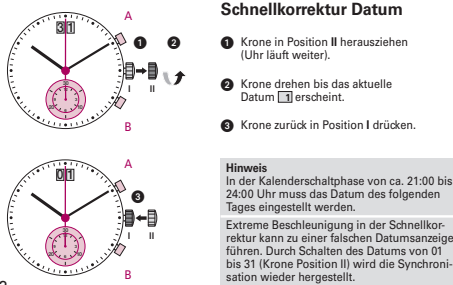 Schnellkorrektur Datum
A
31
1 2
1 Krone in Position II herausziehen
(Uhr läuft weiter).
I II
2 Krone drehen bis das aktuelle
Datum 1 erscheint.
B
3 Krone zurück in Position I drücken.
A
01
3
I II
B
Hinweis
In der Kalenderschaltphase von ca. 21:00 bis
24:00 Uhr muss das Datum des folgenden
Tages eingestellt werden.
Extreme Beschleunigung in der Schnellkor-
rektur kann zu einer falschen Datumsanzeige
führen. Durch Schalten des Datums von 01
bis 31 (Krone Position II) wird die Synchroni-
sation wieder hergestellt.